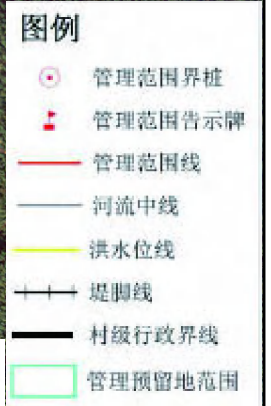 图例
管理范围界桩
管理范围告示牌
管理范围线
河流中线
洪水位线
堤脚线
村级行政界线
管理预留地范围